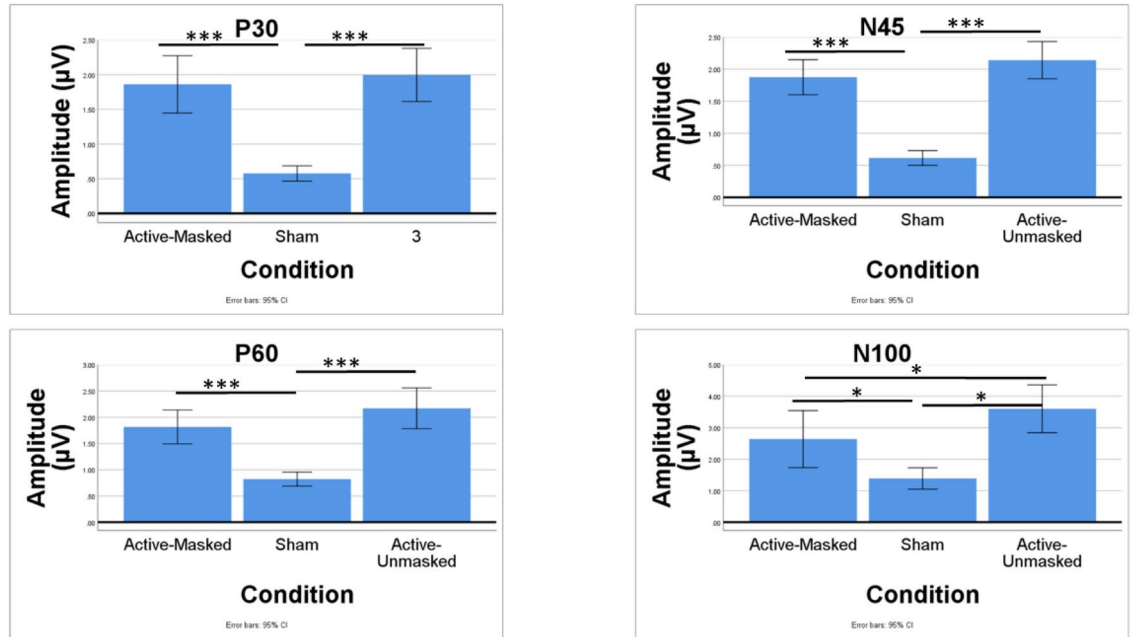 P30
*** ***
Amplitude (µV)
2.50
2.00
1.50
1.00
.50
.00
Active-Masked Sham 3
Condition
Error bars: 95% CI
N45
*** ***
Amplitude
(µV)
2.50
2.00
1.50
1.00
.50
.00
Active-Masked Sham Active-
Unmasked
Condition
Error bars: 95% CI
P60
*** ***
Amplitude
(µV)
3.00
2.50
2.00
1.50
1.00
.50
.00
Active-Masked Sham Active-
Unmasked
Condition
Error bars: 95% CI
N100
*
* *
Amplitude
(µV)
5.00
4.00
3.00
2.00
1.00
.00
Active-Masked Sham Active-
Unmasked
Condition
Error bars: 95% CI